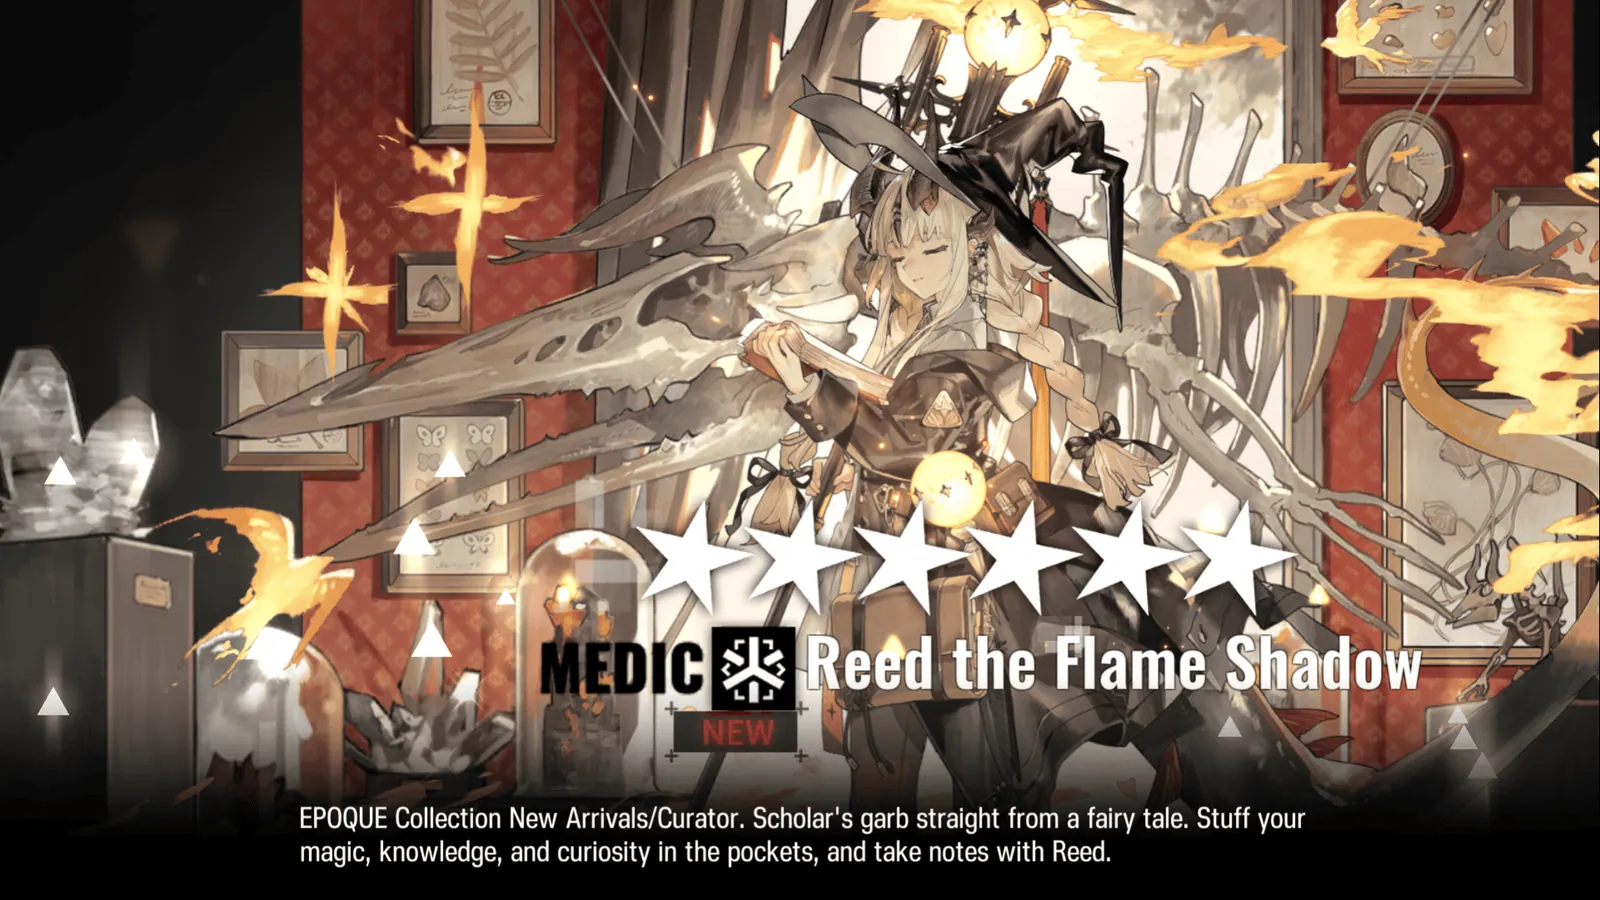 MEDIC Reed the Flame Shadow
NEW
EPOQUE Collection New Arrivals/Curator. Scholar's garb straight from a fairy tale. Stuff your
magic, knowledge, and curiosity in the pockets, and take notes with Reed.